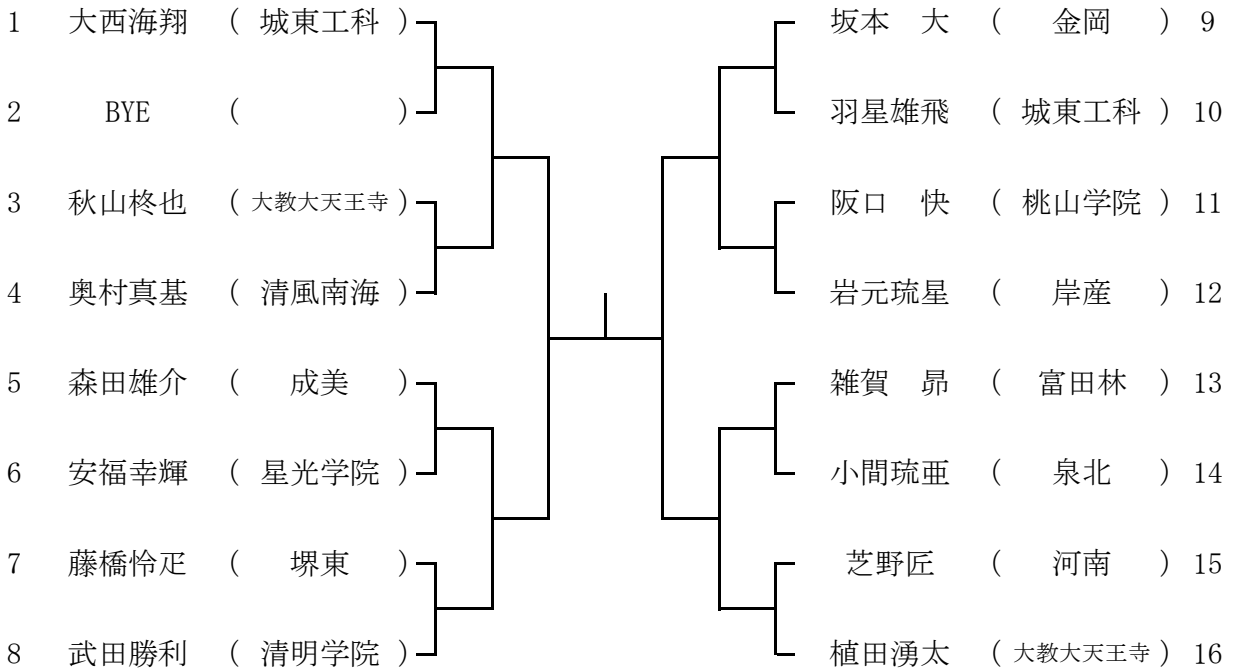 1 大西海翔 ( 城東工科 ) 坂本 大 ( 金岡 ) 9
2 BYE ( ) 羽星雄飛 ( 城東工科 ) 10
3 秋山柊也 ( 大教大天王寺 ) 阪口 快 ( 桃山学院 ) 11
4 奥村真基 ( 清風南海 ) 岩元琉星 ( 岸産 ) 12
5 森田雄介 ( 成美 ) 雑賀 昴 ( 富田林 ) 13
6 安福幸輝 ( 星光学院 ) 小間琉亜 ( 泉北 ) 14
7 藤橋怜疋 ( 堺東 ) 芝野匠 ( 河南 ) 15
8 武田勝利 ( 清明学院 ) 植田湧太 ( 大教大天王寺 ) 16